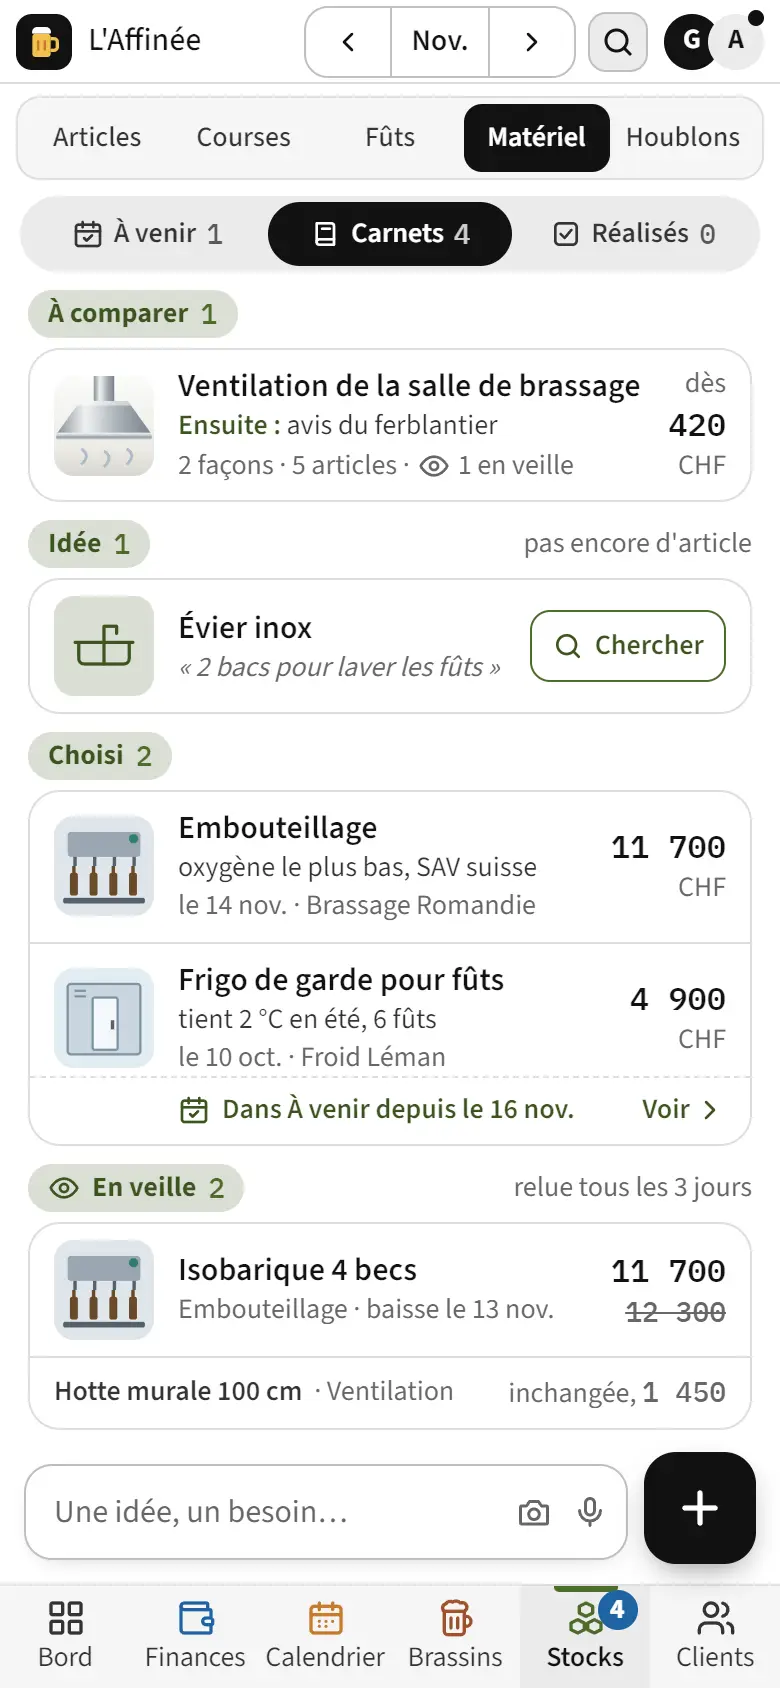 L'Affinée
Nov.
G
A
Articles Courses Fûts Matériel Houblons
À venir 1 Carnets 4 Réalisés 0
À comparer 1
Ventilation de la salle de brassage dès
Ensuite : avis du ferblantier 420
2 façons · 5 articles · 1 en veille CHF
Idée 1 pas encore d'article
Évier inox
« 2 bacs pour laver les fûts »
Chercher
Choisi 2
Embouteillage
oxygène le plus bas, SAV suisse
le 14 nov. · Brassage Romandie
11 700
CHF
Frigo de garde pour fûts
tient 2 °C en été, 6 fûts
le 10 oct. · Froid Léman
4 900
CHF
Dans À venir depuis le 16 nov. Voir
En veille 2 relue tous les 3 jours
Isobarique 4 becs 11 700
Embouteillage · baisse le 13 nov. 12 300
Hotte murale 100 cm · Ventilation inchangée, 1 450
Une idée, un besoin...
4
Bord Finances Calendrier Brassins Stocks Clients